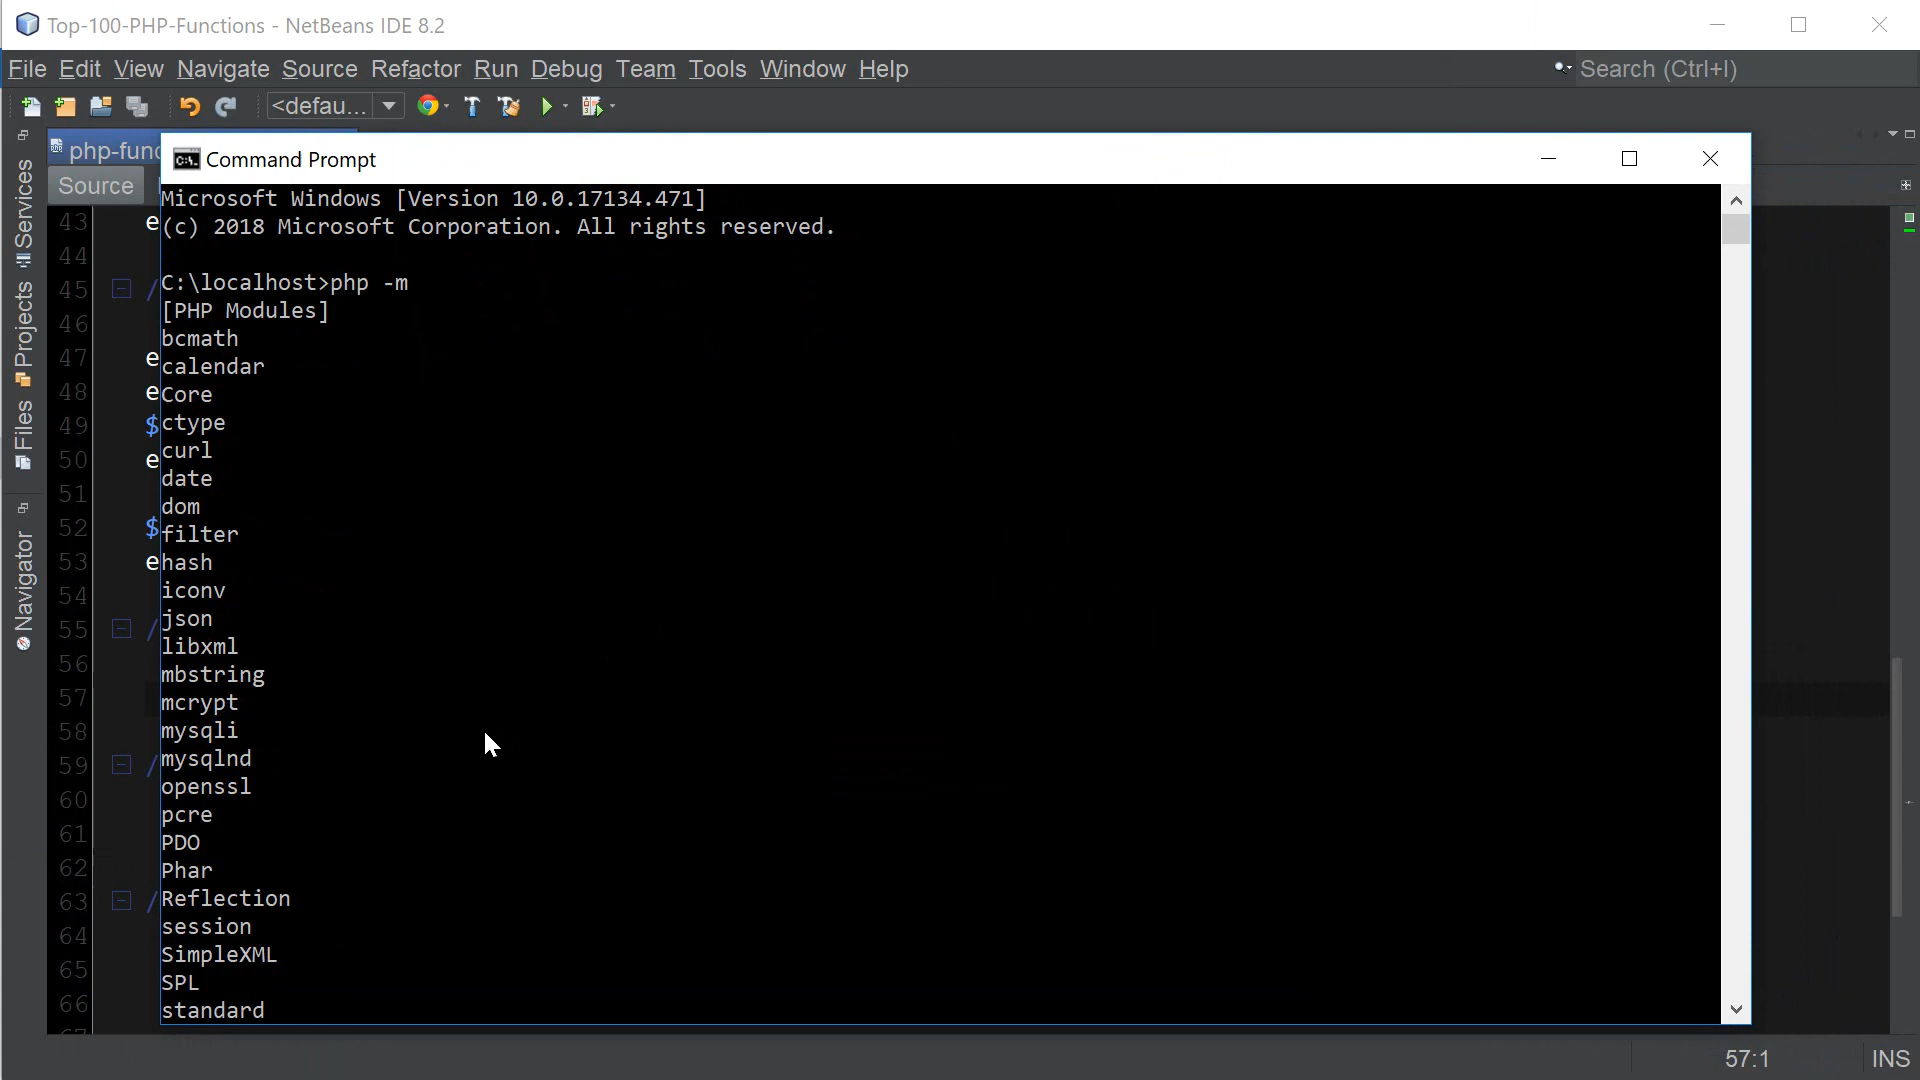 Top-100-PHP-Functions - NetBeans IDE 8.2
File Edit View Navigate Source Refactor Run Debug Team Tools Window Help
Search (Ctrl+I)
<defau...
php-func
Command Prompt
Source
Services
Projects
Files
Navigator
Microsoft Windows [Version 10.0.17134.471]
(c) 2018 Microsoft Corporation. All rights reserved.
C:\localhost>php -m
[PHP Modules]
bcmath
calendar
Core
ctype
curl
date
dom
filter
hash
iconv
json
libxml
mbstring
mcrypt
mysqli
mysqlnd
openssl
pcre
PDO
Phar
Reflection
session
SimpleXML
SPL
standard
43 e
44
45 /
46
47 e
48 e
49 $
50 e
51
52 $
53 e
54
55 /
56
57
58
59 /
60
61
62
63 /
64
65
66
67
57:1 INS